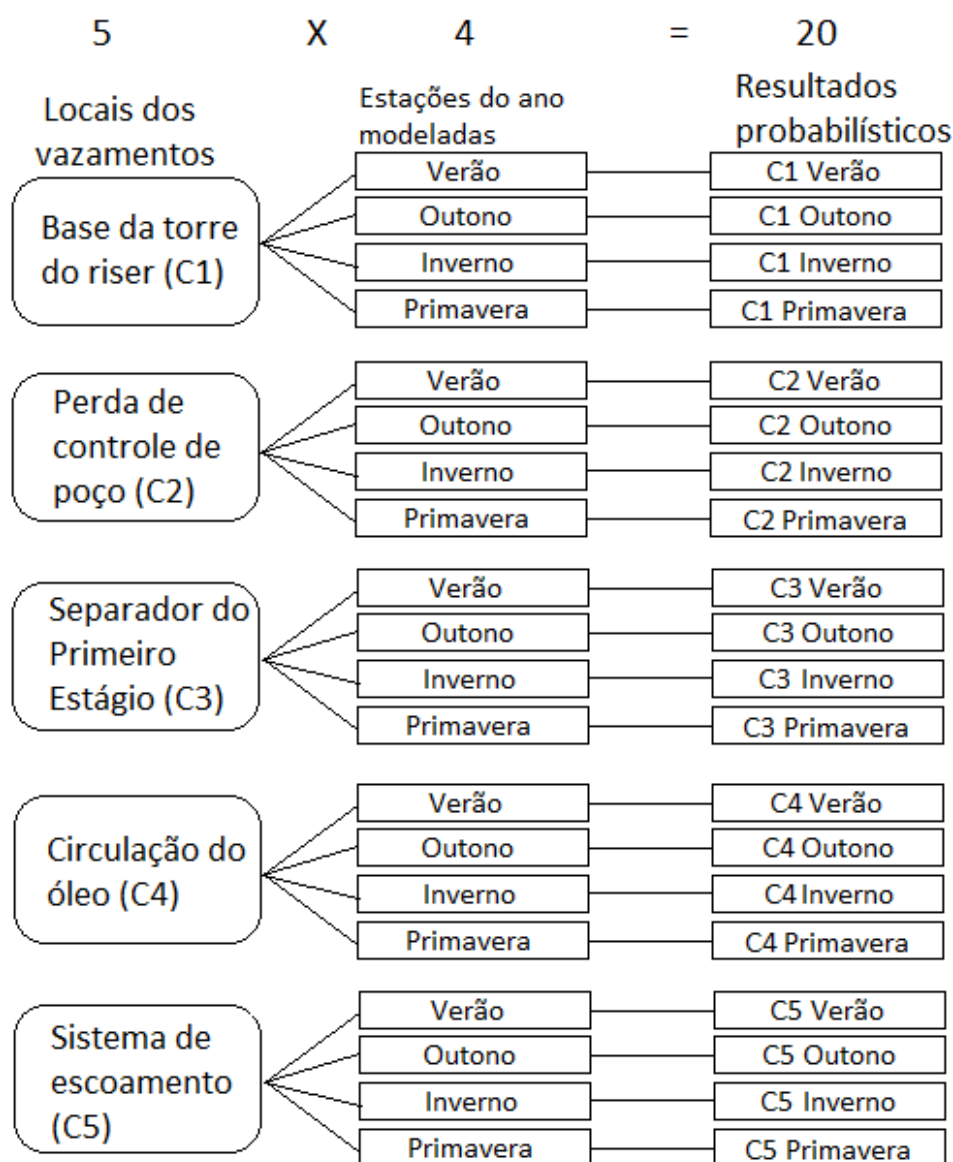 5 X 4 = 20
Locais dos
vazamentos
Estações do ano
modeladas
Resultados
probabilísticos
Base da torre
do riser (C1)
Verão
C1 Verão
Outono
C1 Outono
Inverno
C1 Inverno
Primavera
C1 Primavera
Perda de
controle de
poço (C2)
Verão
C2 Verão
Outono
C2 Outono
Inverno
C2 Inverno
Primavera
C2 Primavera
Separador do
Primeiro
Estágio (C3)
Verão
C3 Verão
Outono
C3 Outono
Inverno
C3 Inverno
Primavera
C3 Primavera
Circulação do
óleo (C4)
Verão
C4 Verão
Outono
C4 Outono
Inverno
C4 Inverno
Primavera
C4 Primavera
Sistema de
escoamento
(C5)
Verão
C5 Verão
Outono
C5 Outono
Inverno
C5 Inverno
Primavera
C5 Primavera